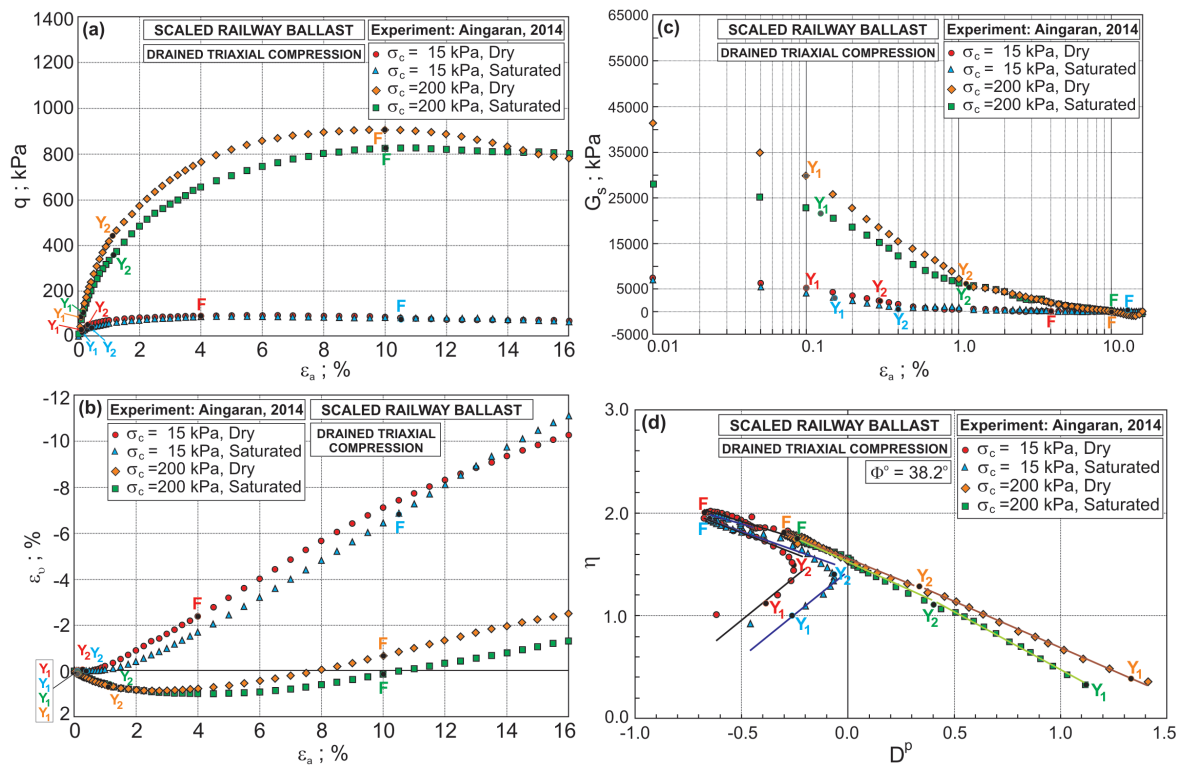 (a)
SCALED RAILWAY BALLAST
Experiment: Aingaran, 2014
DRAINED TRIAXIAL COMPRESSION
σc = 15 kPa, Dry
σc = 15 kPa, Saturated
σc =200 kPa, Dry
σc =200 kPa, Saturated
1400
1200
1000
800
600
400
200
0
q ; kPa
F
F
Y2
Y2
Y1
Y1
Y2
F
F
Y1
Y2
0 2 4 6 8 10 12 14 16
εa ; %
(c)
SCALED RAILWAY BALLAST
Experiment: Aingaran, 2014
DRAINED TRIAXIAL COMPRESSION
σc = 15 kPa, Dry
σc = 15 kPa, Saturated
σc =200 kPa, Dry
σc =200 kPa, Saturated
65000
55000
45000
35000
25000
15000
5000
-5000
Gs ; kPa
Y1
Y1
Y1
Y1
Y2
Y2
Y2
Y2
F
F
F
F
0.01 0.1 1.0 10.0
εa ; %
(b)
Experiment: Aingaran, 2014
SCALED RAILWAY BALLAST
DRAINED TRIAXIAL
COMPRESSION
σc = 15 kPa, Dry
σc = 15 kPa, Saturated
σc =200 kPa, Dry
σc =200 kPa, Saturated
-12
-10
-8
-6
-4
-2
0
2
ευ ; %
F
F
F
F
Y2
Y2
Y2
Y2
Y1
Y1
Y1
Y1
0 2 4 6 8 10 12 14 16
εa ; %
(d)
SCALED RAILWAY BALLAST
Experiment: Aingaran, 2014
DRAINED TRIAXIAL COMPRESSION
Φ° = 38.2°
σc = 15 kPa, Dry
σc = 15 kPa, Saturated
σc =200 kPa, Dry
σc =200 kPa, Saturated
3.0
2.0
1.0
0.0
η
F
F
F
F
Y2
Y2
Y2
Y2
Y1
Y1
Y1
Y1
-1.0 -0.5 0.0 0.5 1.0 1.5
Dp